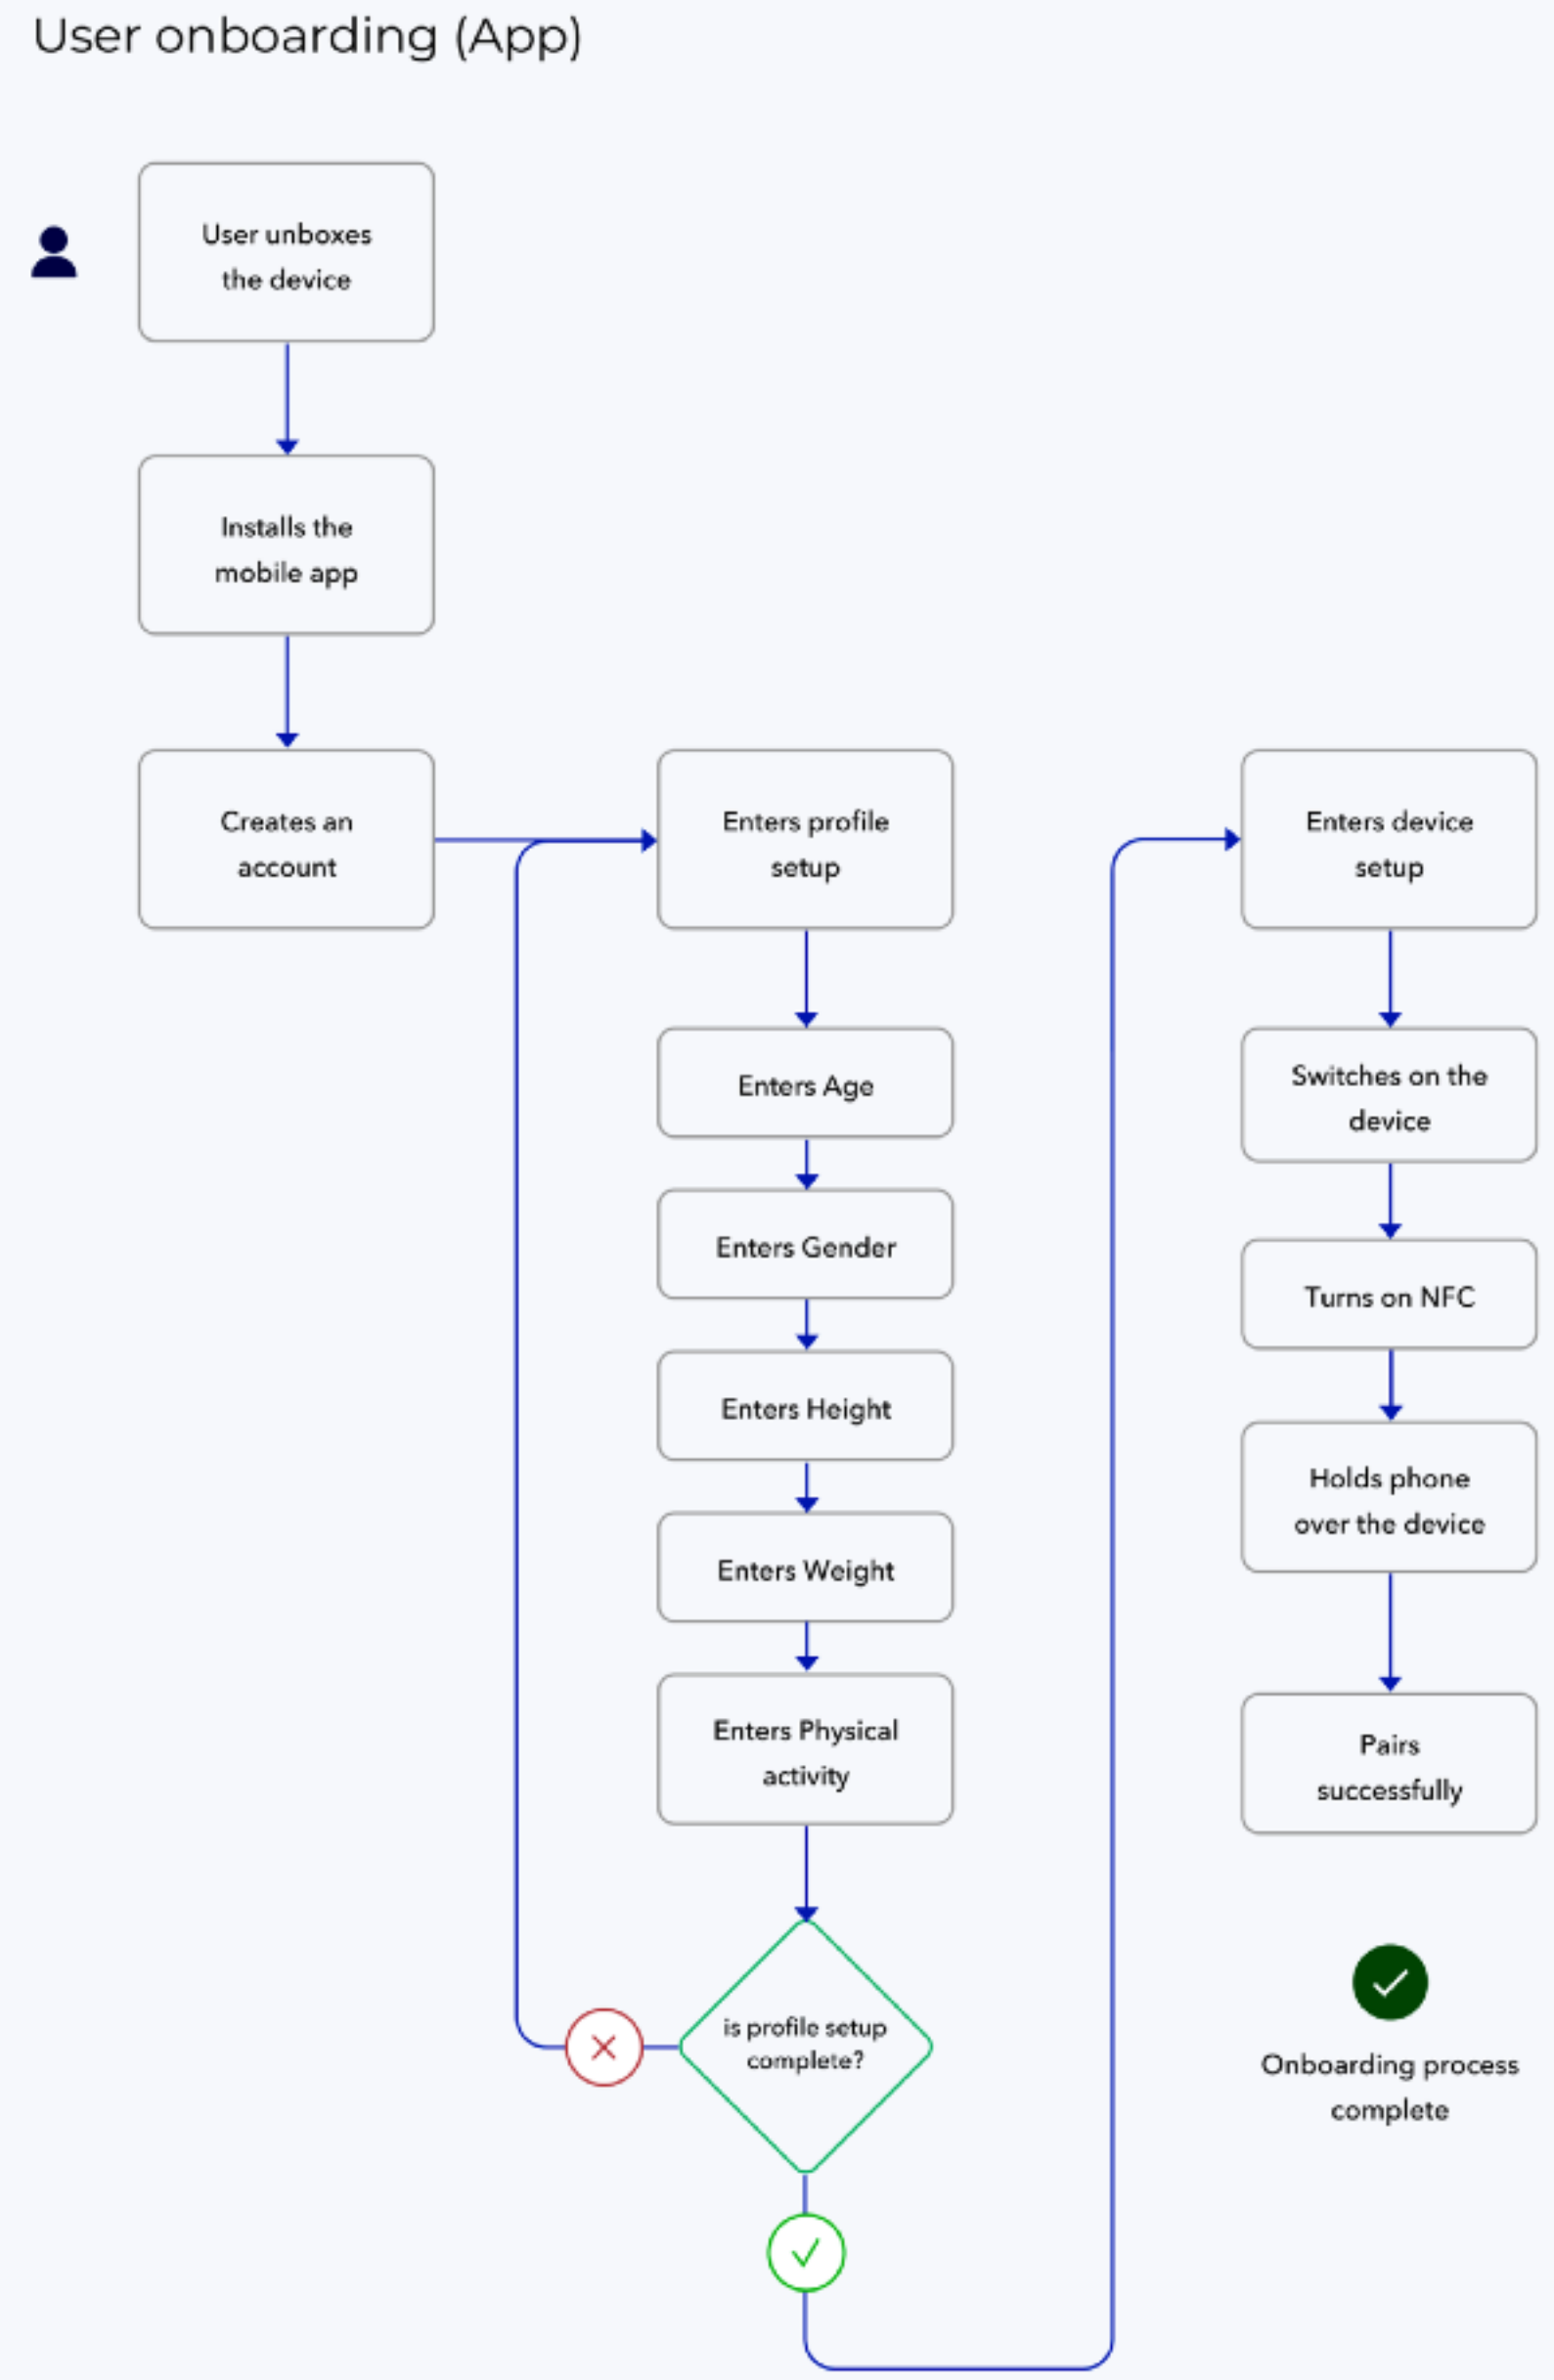 User onboarding (App)
User unboxes
the device
Installs the
mobile app
Creates an
account
Enters profile
setup
Enters Age
Enters Gender
Enters Height
Enters Weight
Enters Physical
activity
is profile setup
complete?
Enters device
setup
Switches on the
device
Turns on NFC
Holds phone
over the device
Pairs
successfully
Onboarding process
complete